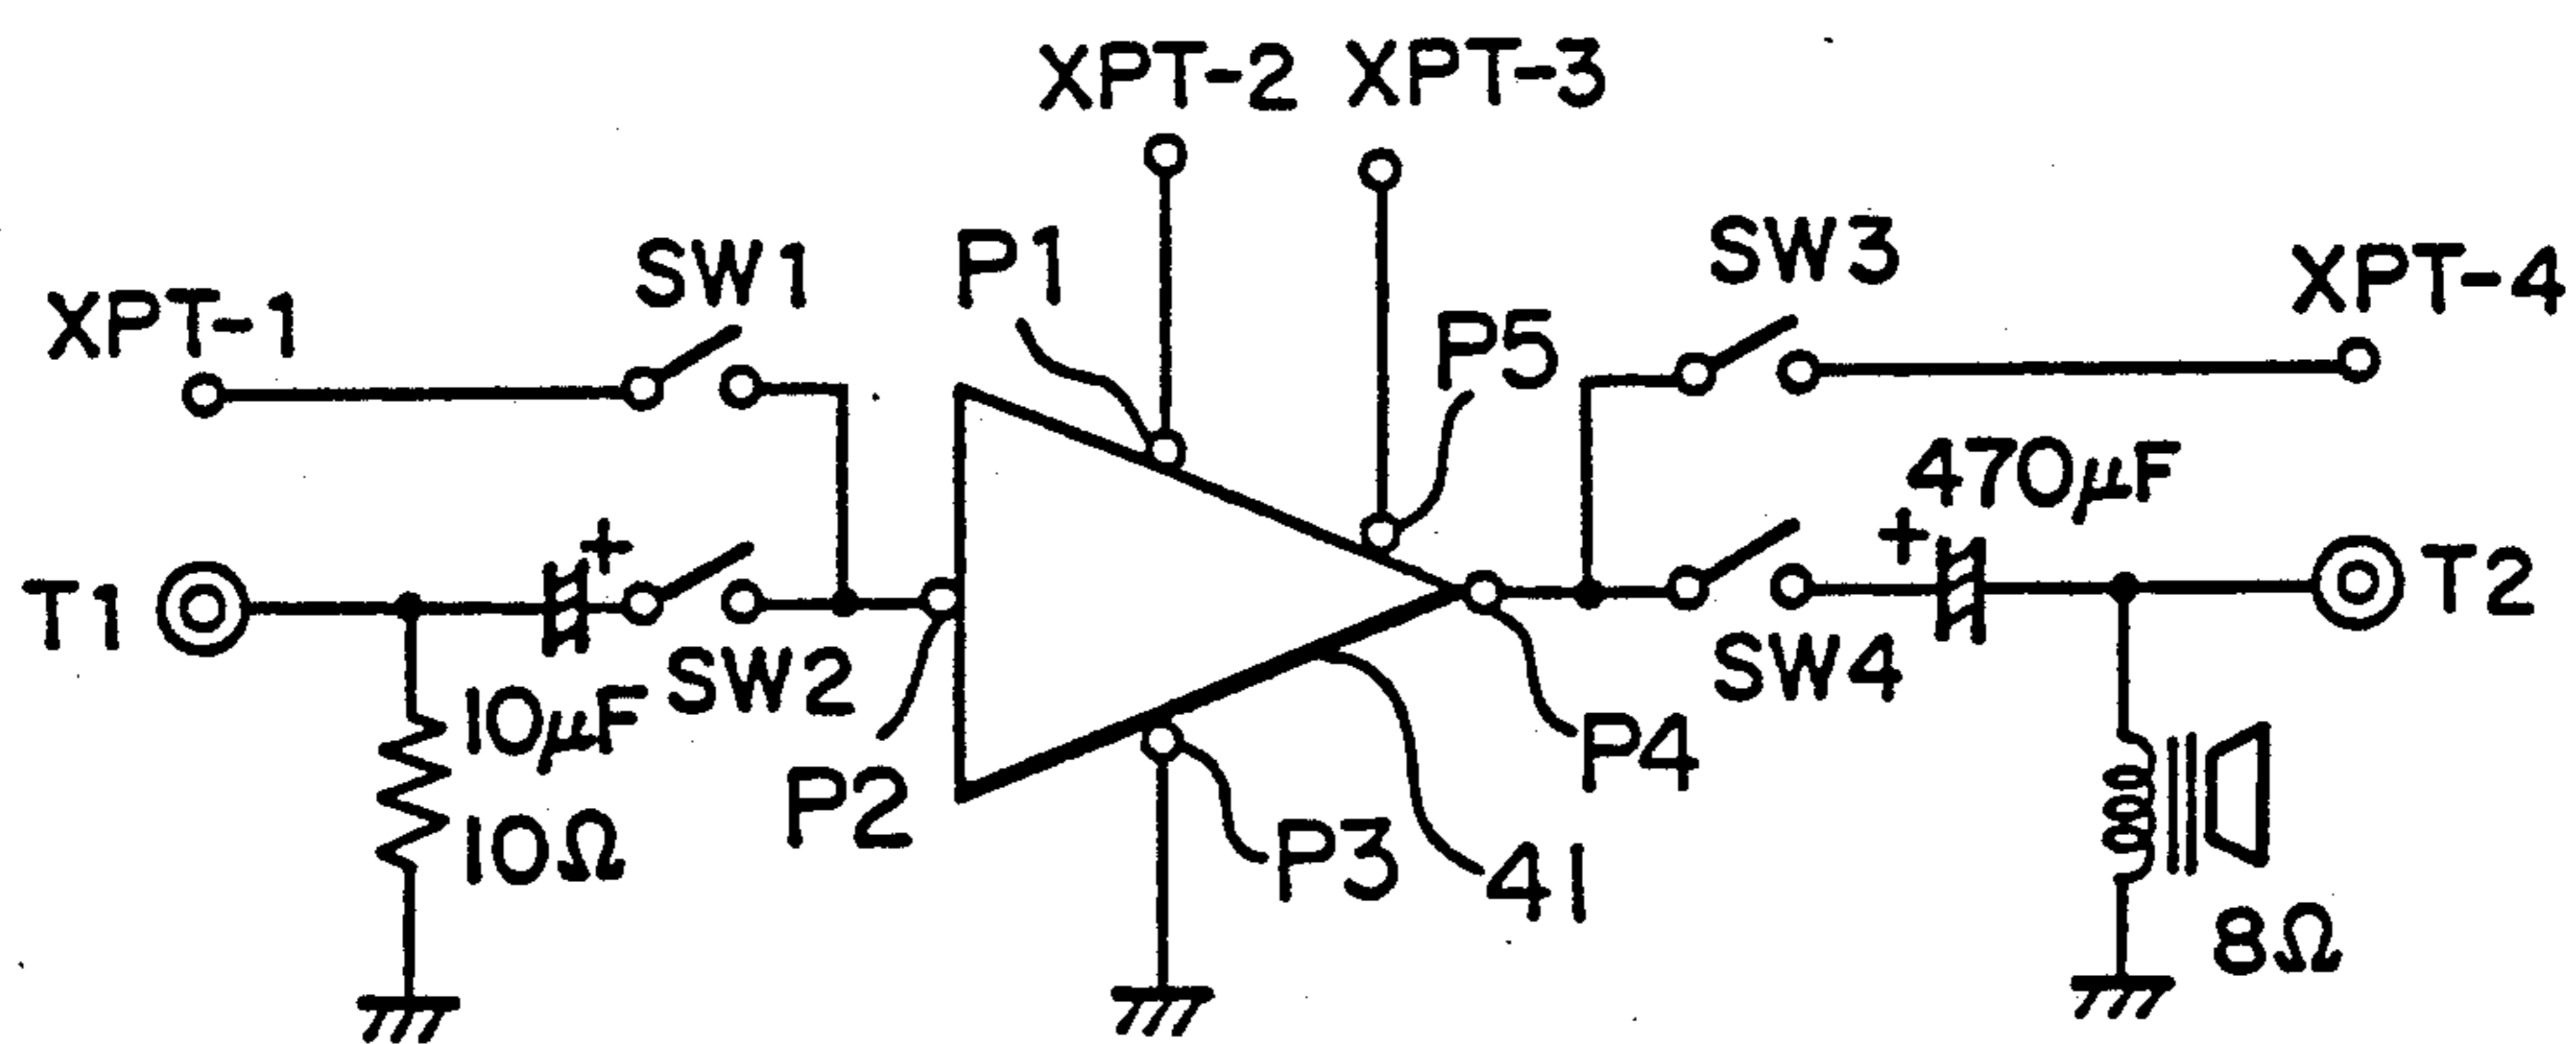 XPT-2
XPT-3
SW1
P1
SW3
XPT-1
P5
XPT-4
470μF
+
+
T1
T2
SW2
SW4
10μF
P2
P4
10Ω
P3
41
8Ω